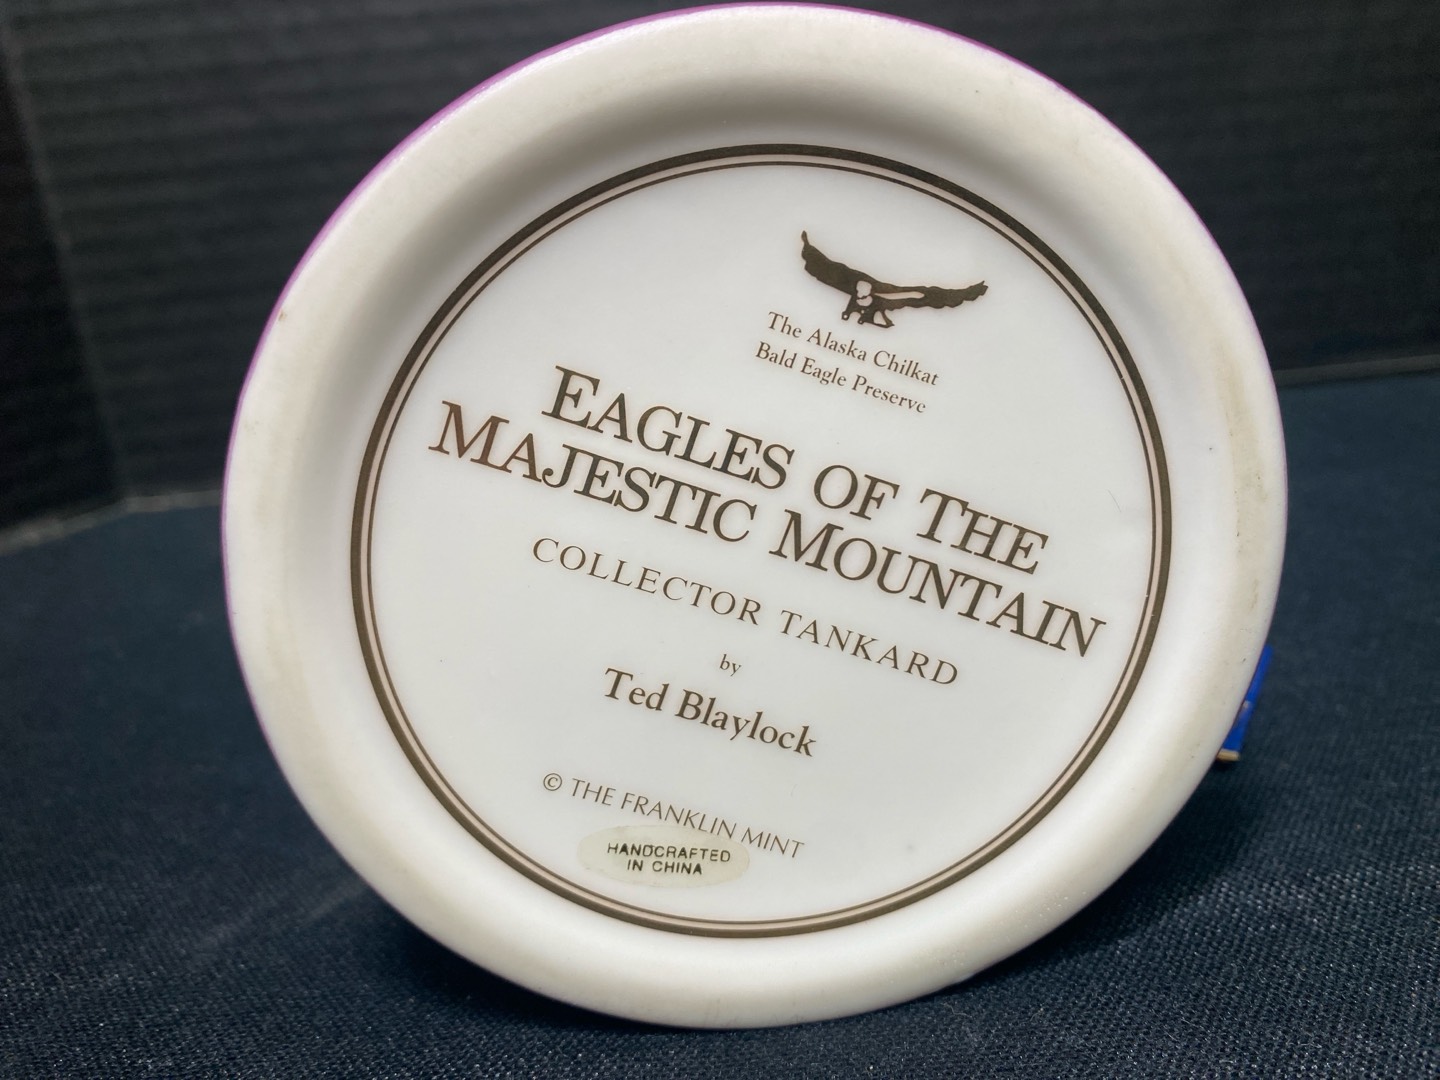 The Alaska Chilkat
Bald Eagle Preserve
EAGLES OF THE
MAJESTIC MOUNTAIN
COLLECTOR TANKARD
by
Ted Blaylock
© THE FRANKLIN MINT
HANDCRAFTED
IN CHINA